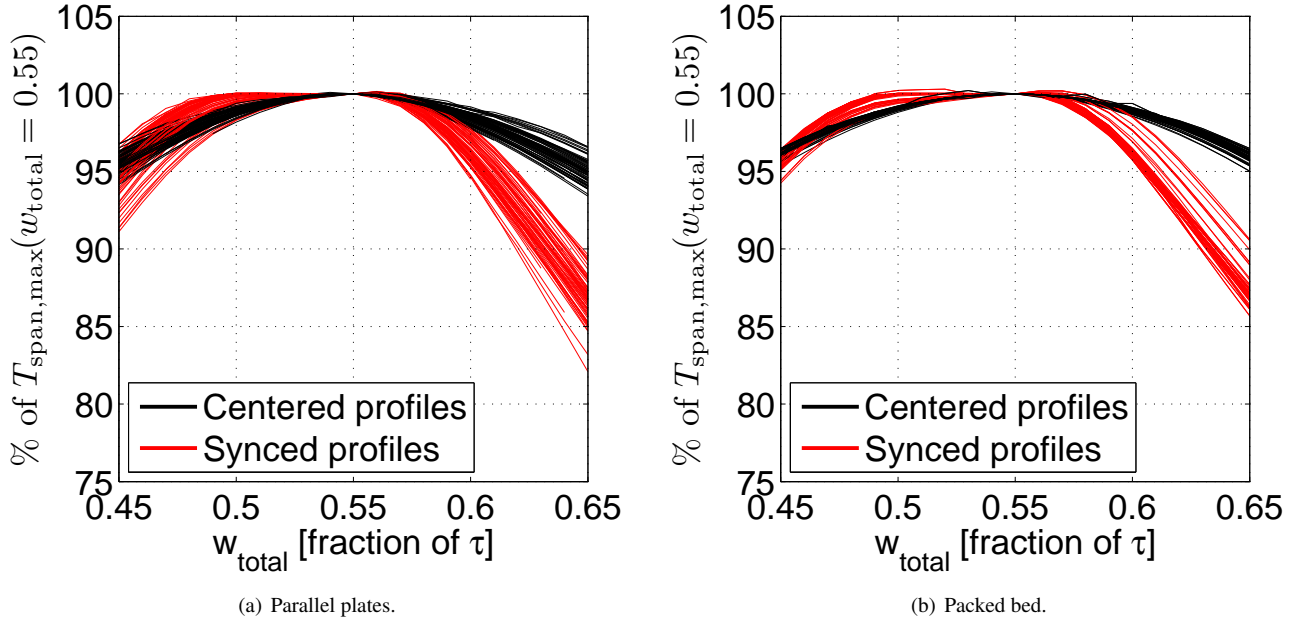 % of T_span,max(w_total = 0.55)
105
100
95
90
85
80
75
Centered profiles
Synced profiles
0.45 0.5 0.55 0.6 0.65
w_total [fraction of τ]
(a) Parallel plates.
% of T_span,max(w_total = 0.55)
105
100
95
90
85
80
75
Centered profiles
Synced profiles
0.45 0.5 0.55 0.6 0.65
w_total [fraction of τ]
(b) Packed bed.